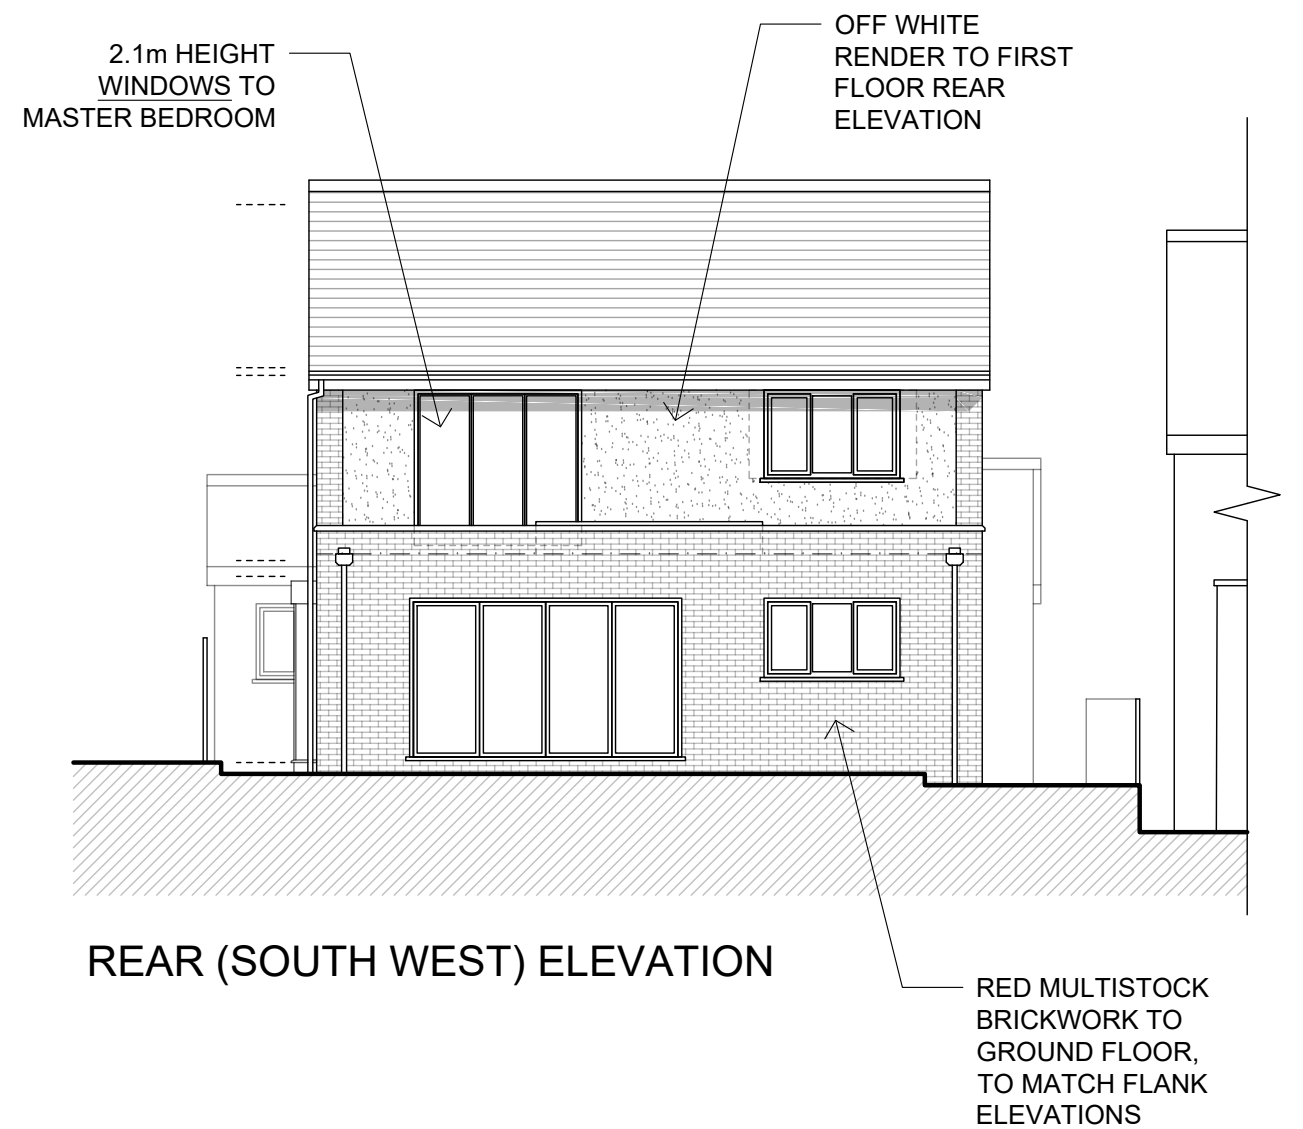 2.1m HEIGHT
WINDOWS TO
MASTER BEDROOM
OFF WHITE
RENDER TO FIRST
FLOOR REAR
ELEVATION
REAR (SOUTH WEST) ELEVATION
RED MULTISTOCK
BRICKWORK TO
GROUND FLOOR,
TO MATCH FLANK
ELEVATIONS